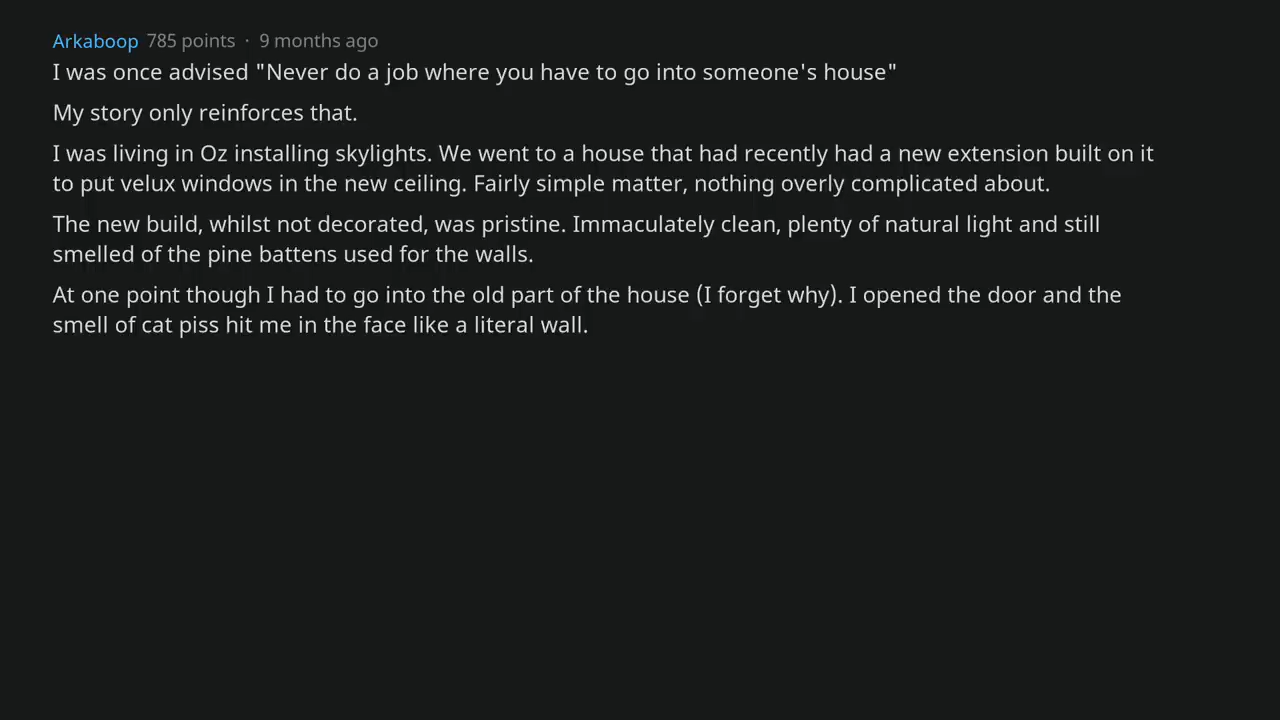 Arkaboop 785 points · 9 months ago
I was once advised "Never do a job where you have to go into someone's house"
My story only reinforces that.
I was living in Oz installing skylights. We went to a house that had recently had a new extension built on it
to put velux windows in the new ceiling. Fairly simple matter, nothing overly complicated about.
The new build, whilst not decorated, was pristine. Immaculately clean, plenty of natural light and still
smelled of the pine battens used for the walls.
At one point though I had to go into the old part of the house (I forget why). I opened the door and the
smell of cat piss hit me in the face like a literal wall.